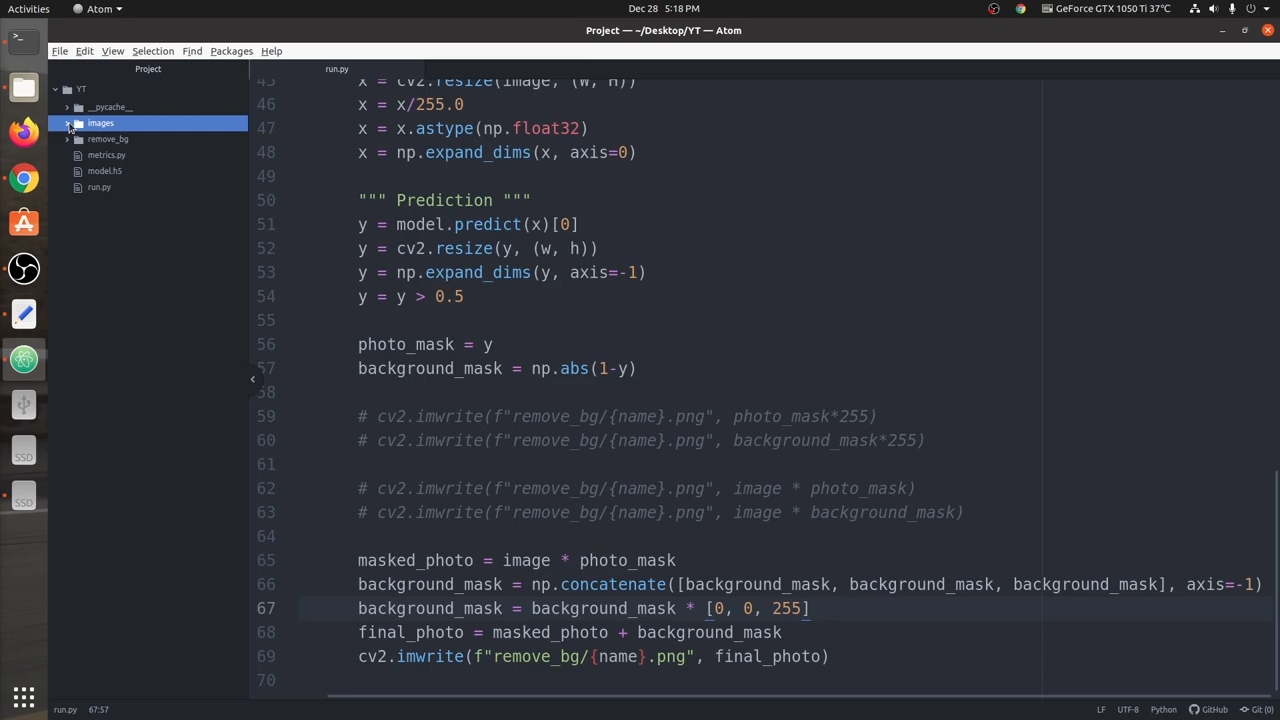 Activities
Atom
Dec 28 5:18 PM
GeForce GTX 1050 Ti 37°C
Project — ~/Desktop/YT — Atom
File Edit View Selection Find Packages Help
Project
run.py
YT
__pycache__
images
remove_bg
metrics.py
model.h5
run.py
45 x = cv2.resize(image, (W, H))
46 x = x/255.0
47 x = x.astype(np.float32)
48 x = np.expand_dims(x, axis=0)
49
50 """ Prediction """
51 y = model.predict(x)[0]
52 y = cv2.resize(y, (w, h))
53 y = np.expand_dims(y, axis=-1)
54 y = y > 0.5
55
56 photo_mask = y
57 background_mask = np.abs(1-y)
58
59 # cv2.imwrite(f"remove_bg/{name}.png", photo_mask*255)
60 # cv2.imwrite(f"remove_bg/{name}.png", background_mask*255)
61
62 # cv2.imwrite(f"remove_bg/{name}.png", image * photo_mask)
63 # cv2.imwrite(f"remove_bg/{name}.png", image * background_mask)
64
65 masked_photo = image * photo_mask
66 background_mask = np.concatenate([background_mask, background_mask, background_mask], axis=-1)
67 background_mask = background_mask * [0, 0, 255]
68 final_photo = masked_photo + background_mask
69 cv2.imwrite(f"remove_bg/{name}.png", final_photo)
70
run.py 67:57
LF UTF-8 Python GitHub Git (0)